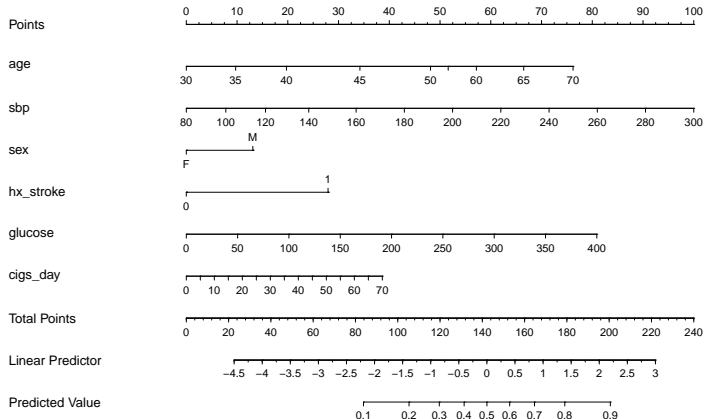 0 10 20 30 40 50 60 70 80 90 100
Points
age
30 35 40 45 50 60 65 70
sbp
80 100 120 140 160 180 200 220 240 260 280 300
M
sex
F
1
hx_stroke
0
glucose
0 50 100 150 200 250 300 350 400
cigs_day
0 10 20 30 40 50 60 70
Total Points
0 20 40 60 80 100 120 140 160 180 200 220 240
Linear Predictor
−4.5 −4 −3.5 −3 −2.5 −2 −1.5 −1 −0.5 0 0.5 1 1.5 2 2.5 3
Predicted Value
0.1 0.2 0.3 0.4 0.5 0.6 0.7 0.8 0.9